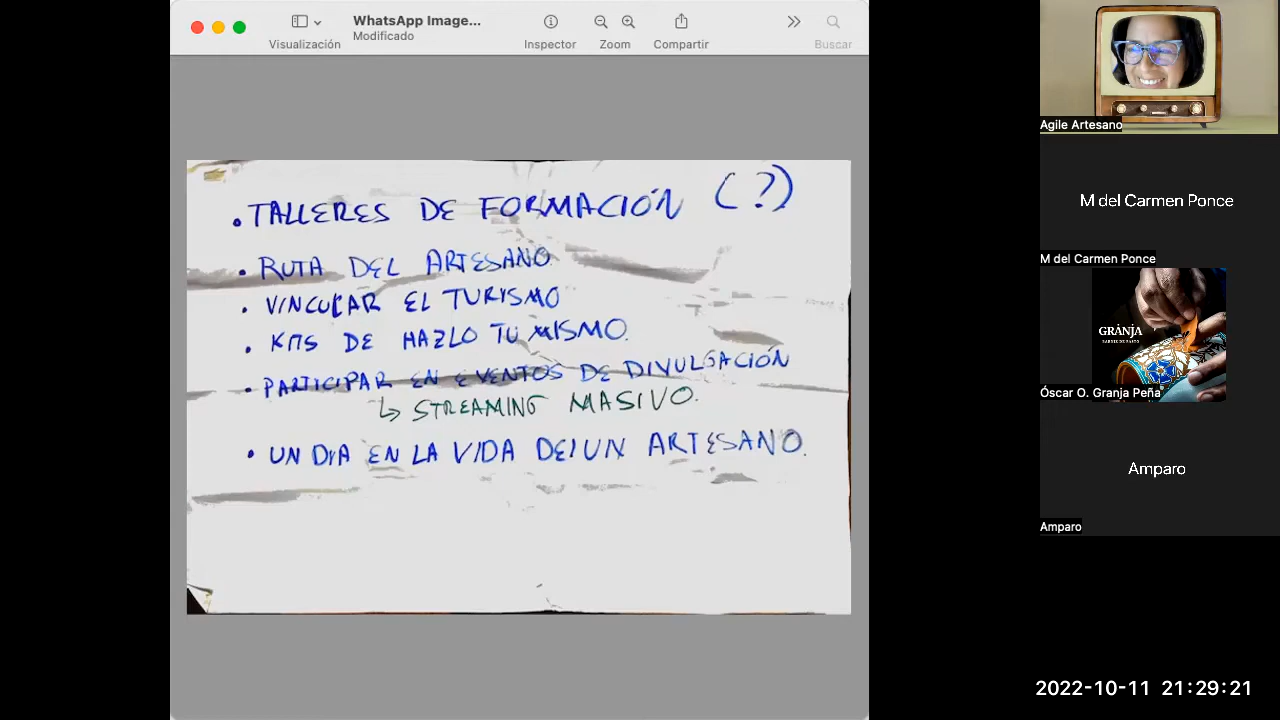 WhatsApp Image...
Modificado
Visualización
Inspector
Zoom
Compartir
Buscar
• TALLERES DE FORMACIÓN (?)
• RUTA DEL ARTESANO
• VINCULAR EL TURISMO
• KITS DE HAZLO TU MISMO.
• PARTICIPAR EN EVENTOS DE DIVULGACIÓN
↳ STREAMING MASIVO.
• UN DIA EN LA VIDA DE UN ARTESANO.
Agile Artesano
M del Carmen Ponce
M del Carmen Ponce
GRANJA
BARNIZ DE PASTO
Óscar O. Granja Peña
Amparo
Amparo
2022-10-11 21:29:21